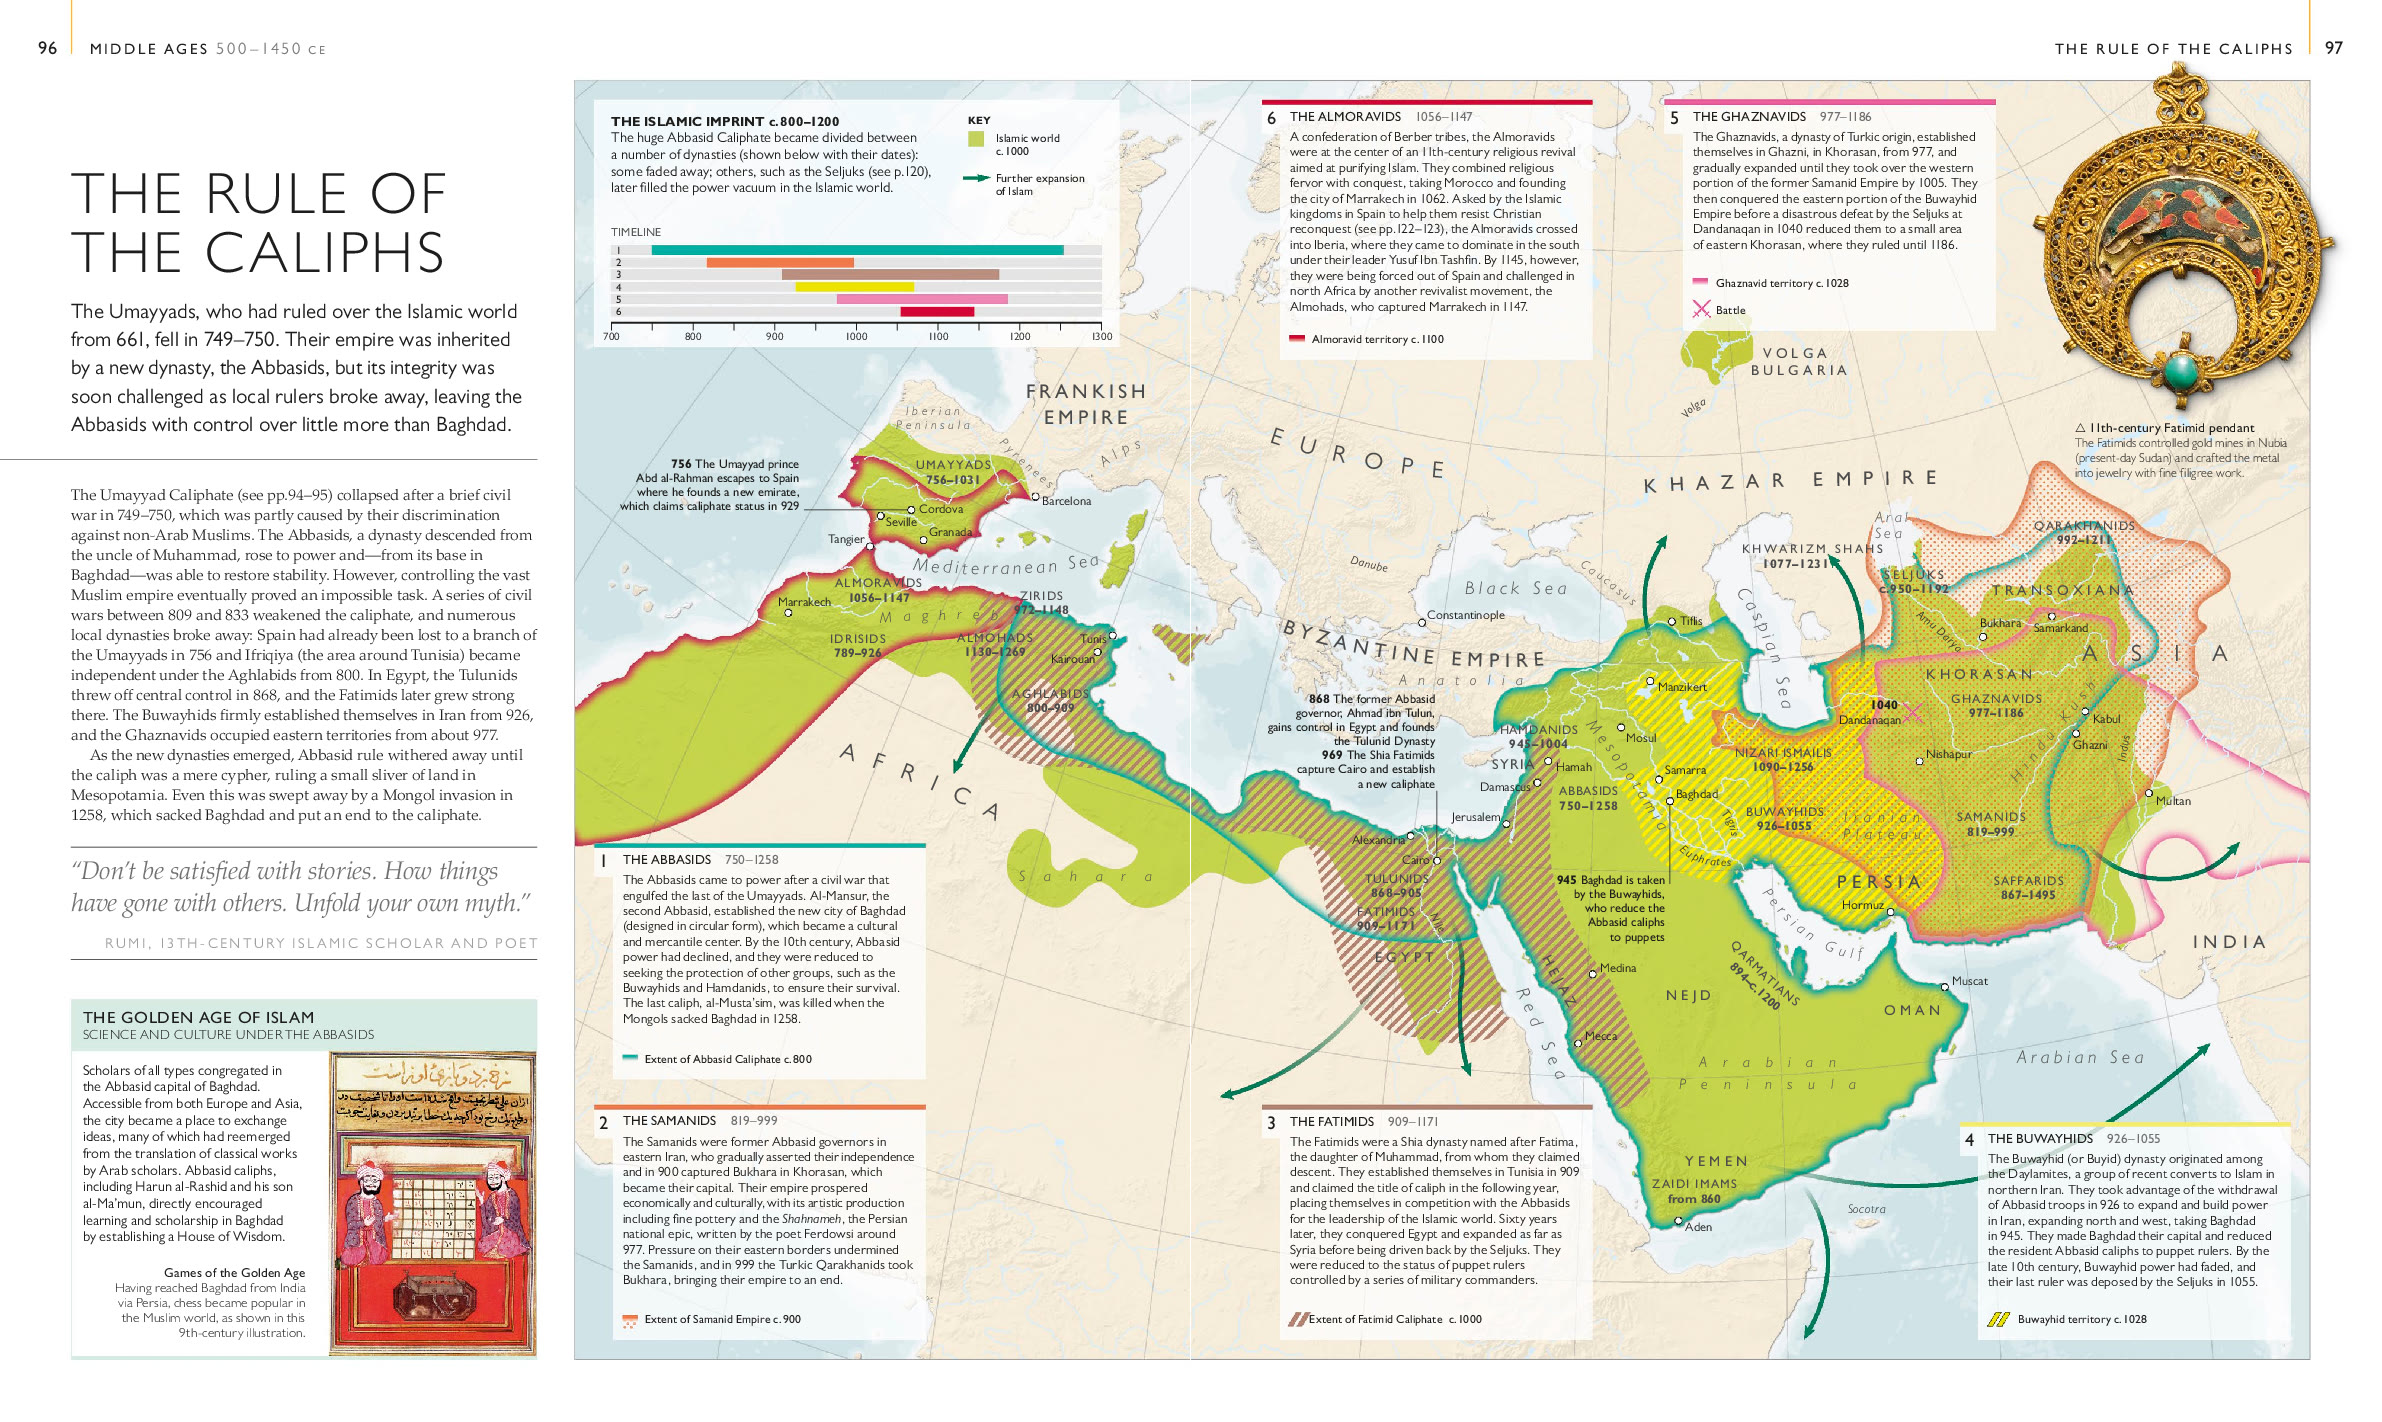 96
MIDDLE AGES 500–1450 CE
THE RULE OF THE CALIPHS
97
THE RULE OF
THE CALIPHS
The Umayyads, who had ruled over the Islamic world
from 661, fell in 749–750. Their empire was inherited
by a new dynasty, the Abbasids, but its integrity was
soon challenged as local rulers broke away, leaving the
Abbasids with control over little more than Baghdad.
The Umayyad Caliphate (see pp.94–95) collapsed after a brief civil
war in 749–750, which was partly caused by their discrimination
against non-Arab Muslims. The Abbasids, a dynasty descended from
the uncle of Muhammad, rose to power and—from its base in
Baghdad—was able to restore stability. However, controlling the vast
Muslim empire eventually proved an impossible task. A series of civil
wars between 809 and 833 weakened the caliphate, and numerous
local dynasties broke away: Spain had already been lost to a branch of
the Umayyads in 756 and Ifriqiya (the area around Tunisia) became
independent under the Aghlabids from 800. In Egypt, the Tulunids
threw off central control in 868, and the Fatimids later grew strong
there. The Buwayhids firmly established themselves in Iran from 926,
and the Ghaznavids occupied eastern territories from about 977.
As the new dynasties emerged, Abbasid rule withered away until
the caliph was a mere cypher, ruling a small sliver of land in
Mesopotamia. Even this was swept away by a Mongol invasion in
1258, which sacked Baghdad and put an end to the caliphate.
“Don’t be satisfied with stories. How things
have gone with others. Unfold your own myth.”
RUMI, 13TH-CENTURY ISLAMIC SCHOLAR AND POET
THE GOLDEN AGE OF ISLAM
SCIENCE AND CULTURE UNDER THE ABBASIDS
Scholars of all types congregated in
the Abbasid capital of Baghdad.
Accessible from both Europe and Asia,
the city became a place to exchange
ideas, many of which had reemerged
from the translation of classical works
by Arab scholars. Abbasid caliphs,
including Harun al-Rashid and his son
al-Ma’mun, directly encouraged
learning and scholarship in Baghdad
by establishing a House of Wisdom.
Games of the Golden Age
Having reached Baghdad from India
via Persia, chess became popular in
the Muslim world, as shown in this
9th-century illustration.
THE ISLAMIC IMPRINT c.800–1200
The huge Abbasid Caliphate became divided between
a number of dynasties (shown below with their dates):
some faded away; others, such as the Seljuks (see p.120),
later filled the power vacuum in the Islamic world.
KEY
Islamic world
c.1000
Further expansion
of Islam
TIMELINE
1
2
3
4
5
6
700 800 900 1000 1100 1200 1300
6 THE ALMORAVIDS 1056–1147
A confederation of Berber tribes, the Almoravids
were at the center of an 11th-century religious revival
aimed at purifying Islam. They combined religious
fervor with conquest, taking Morocco and founding
the city of Marrakech in 1062. Asked by the Islamic
kingdoms in Spain to help them resist Christian
reconquest (see pp.122–123), the Almoravids crossed
into Iberia, where they came to dominate in the south
under their leader Yusuf Ibn Tashfin. By 1145, however,
they were being forced out of Spain and challenged in
north Africa by another revivalist movement, the
Almohads, who captured Marrakech in 1147.
Almoravid territory c.1100
5 THE GHAZNAVIDS 977–1186
The Ghaznavids, a dynasty of Turkic origin, established
themselves in Ghazni, in Khorasan, from 977, and
gradually expanded until they took over the western
portion of the former Samanid Empire by 1005. They
then conquered the eastern portion of the Buwayhid
Empire before a disastrous defeat by the Seljuks at
Dandanaqan in 1040 reduced them to a small area
of eastern Khorasan, where they ruled until 1186.
Ghaznavid territory c.1028
Battle
△ 11th-century Fatimid pendant
The Fatimids controlled gold mines in Nubia
(present-day Sudan) and crafted the metal
into jewelry with fine filigree work.
VOLGA
BULGARIA
Volga
FRANKISH
EMPIRE
Iberian
Peninsula
Pyrenees
Alps
EUROPE
KHAZAR EMPIRE
756 The Umayyad prince
Abd al-Rahman escapes to Spain
where he founds a new emirate,
which claims caliphate status in 929
UMAYYADS
756–1031
Barcelona
Cordova
Seville
Granada
Tangier
Mediterranean Sea
ALMORAVIDS
1056–1147
Marrakech
Maghreb
ZIRIDS
972–1148
IDRISIDS
789–926
ALMOHADS
1130–1269
Tunis
Kairouan
AGHLABIDS
800–909
AFRICA
Sahara
Danube
Black Sea
Caucasus
Constantinople
BYZANTINE EMPIRE
Anatolia
Tiflis
Caspian Sea
Aral
Sea
KHWARIZM SHAHS
1077–1231
SELJUKS
c.950–1192
QARAKHANIDS
992–1211
TRANSOXIANA
Amu Darya
Bukhara
Samarkand
ASIA
KHORASAN
GHAZNAVIDS
977–1186
Hindu Kush
Kabul
Ghazni
Indus
Multan
1040
Dandanaqan
Nishapur
Manzikert
868 The former Abbasid
governor, Ahmad ibn Tulun,
gains control in Egypt and founds
the Tulunid Dynasty
969 The Shia Fatimids
capture Cairo and establish
a new caliphate
HAMDANIDS
945–1004
SYRIA
Hamah
Damascus
Jerusalem
Mesopotamia
Mosul
Samarra
Baghdad
ABBASIDS
750–1258
Tigris
Euphrates
NIZARI ISMAILIS
1090–1256
BUWAYHIDS
926–1055
Iranian
Plateau
SAMANIDS
819–999
SAFFARIDS
867–1495
PERSIA
Hormuz
Persian Gulf
INDIA
Alexandria
Cairo
TULUNIDS
868–905
FATIMIDS
909–1171
Nile
EGYPT
945 Baghdad is taken
by the Buwayhids,
who reduce the
Abbasid caliphs
to puppets
HEJAZ
Medina
Mecca
Red Sea
NEJD
QARMATIANS
894–c.1200
Muscat
OMAN
Arabian
Peninsula
Arabian Sea
YEMEN
ZAIDI IMAMS
from 860
Aden
Socotra
1 THE ABBASIDS 750–1258
The Abbasids came to power after a civil war that
engulfed the last of the Umayyads. Al-Mansur, the
second Abbasid, established the new city of Baghdad
(designed in circular form), which became a cultural
and mercantile center. By the 10th century, Abbasid
power had declined, and they were reduced to
seeking the protection of other groups, such as the
Buwayhids and Hamdanids, to ensure their survival.
The last caliph, al-Musta’sim, was killed when the
Mongols sacked Baghdad in 1258.
Extent of Abbasid Caliphate c.800
2 THE SAMANIDS 819–999
The Samanids were former Abbasid governors in
eastern Iran, who gradually asserted their independence
and in 900 captured Bukhara in Khorasan, which
became their capital. Their empire prospered
economically and culturally, with its artistic production
including fine pottery and the Shahnameh, the Persian
national epic, written by the poet Ferdowsi around
977. Pressure on their eastern borders undermined
the Samanids, and in 999 the Turkic Qarakhanids took
Bukhara, bringing their empire to an end.
Extent of Samanid Empire c.900
3 THE FATIMIDS 909–1171
The Fatimids were a Shia dynasty named after Fatima,
the daughter of Muhammad, from whom they claimed
descent. They established themselves in Tunisia in 909
and claimed the title of caliph in the following year,
placing themselves in competition with the Abbasids
for the leadership of the Islamic world. Sixty years
later, they conquered Egypt and expanded as far as
Syria before being driven back by the Seljuks. They
were reduced to the status of puppet rulers
controlled by a series of military commanders.
Extent of Fatimid Caliphate c.1000
4 THE BUWAYHIDS 926–1055
The Buwayhid (or Buyid) dynasty originated among
the Daylamites, a group of recent converts to Islam in
northern Iran. They took advantage of the withdrawal
of Abbasid troops in 926 to expand and build power
in Iran, expanding north and west, taking Baghdad
in 945. They made Baghdad their capital and reduced
the resident Abbasid caliphs to puppet rulers. By the
late 10th century, Buwayhid power had faded, and
their last ruler was deposed by the Seljuks in 1055.
Buwayhid territory c.1028